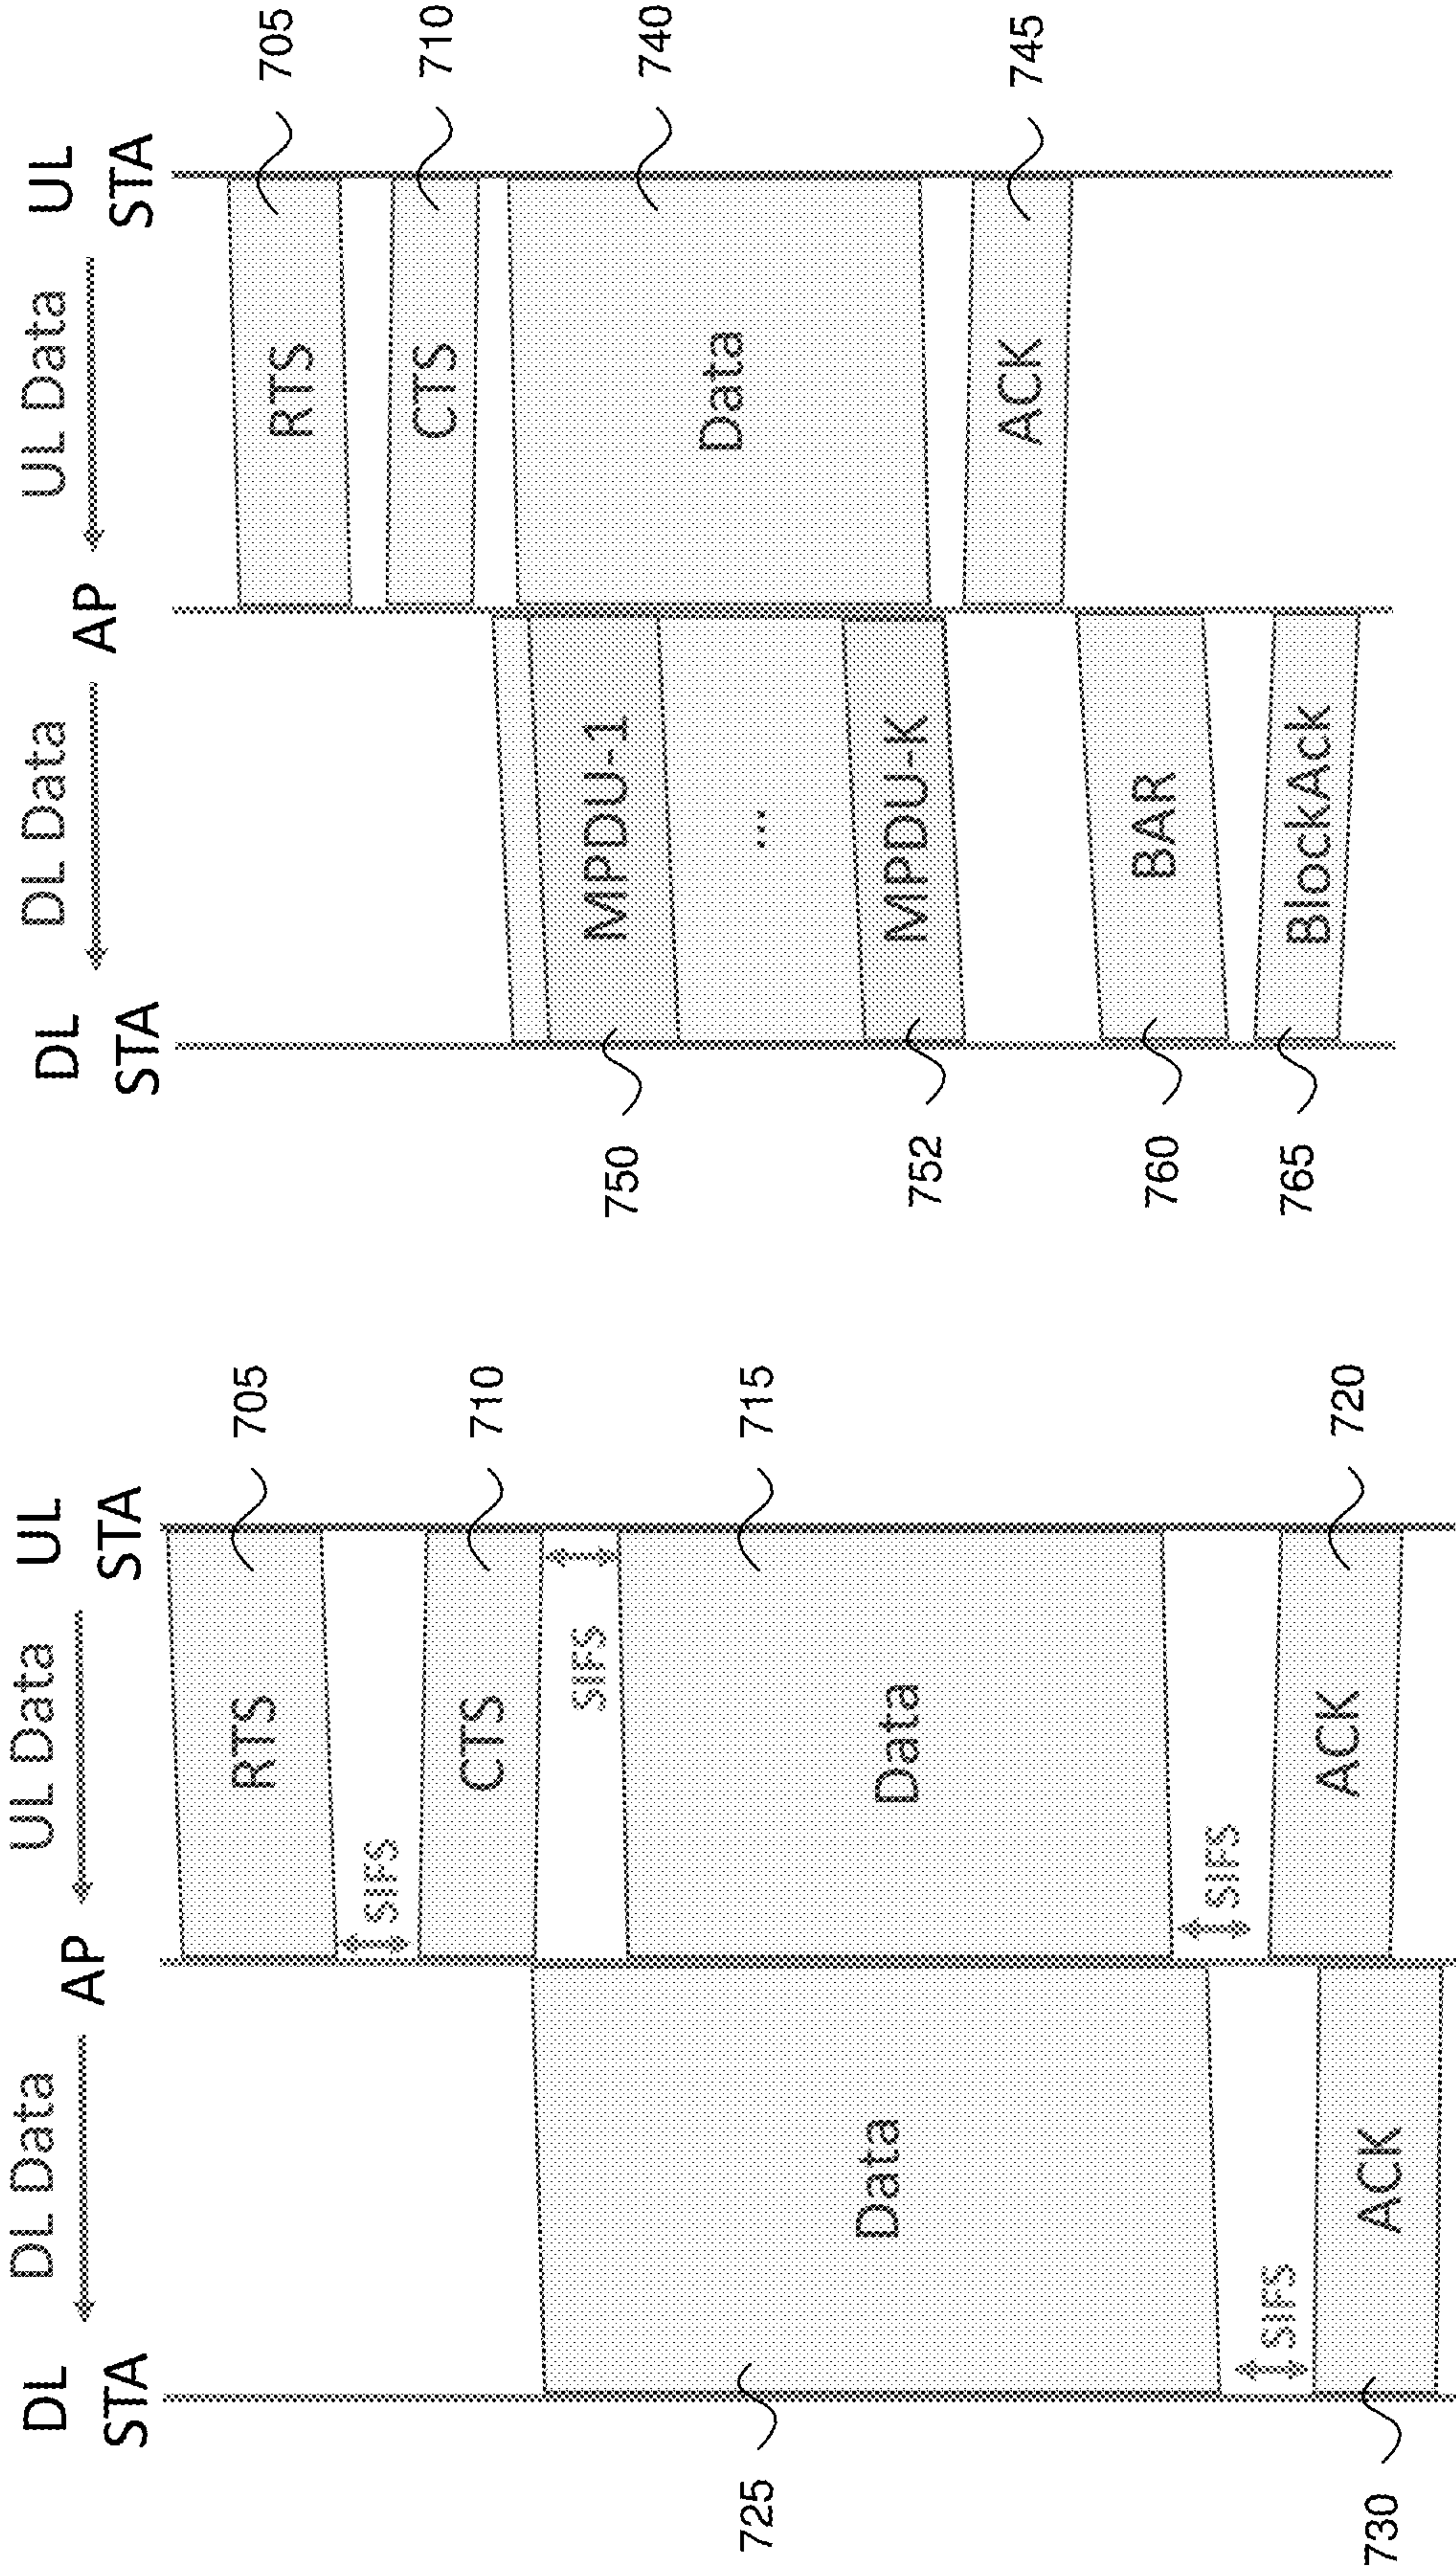 DL
STA
DL Data
AP
UL Data
UL
STA
RTS
705
SIFS
CTS
710
SIFS
Data
715
Data
725
SIFS
ACK
720
SIFS
ACK
730
DL
STA
DL Data
AP
UL Data
UL
STA
RTS
705
CTS
710
Data
740
MPDU-1
750
...
MPDU-K
752
ACK
745
BAR
760
BlockAck
765